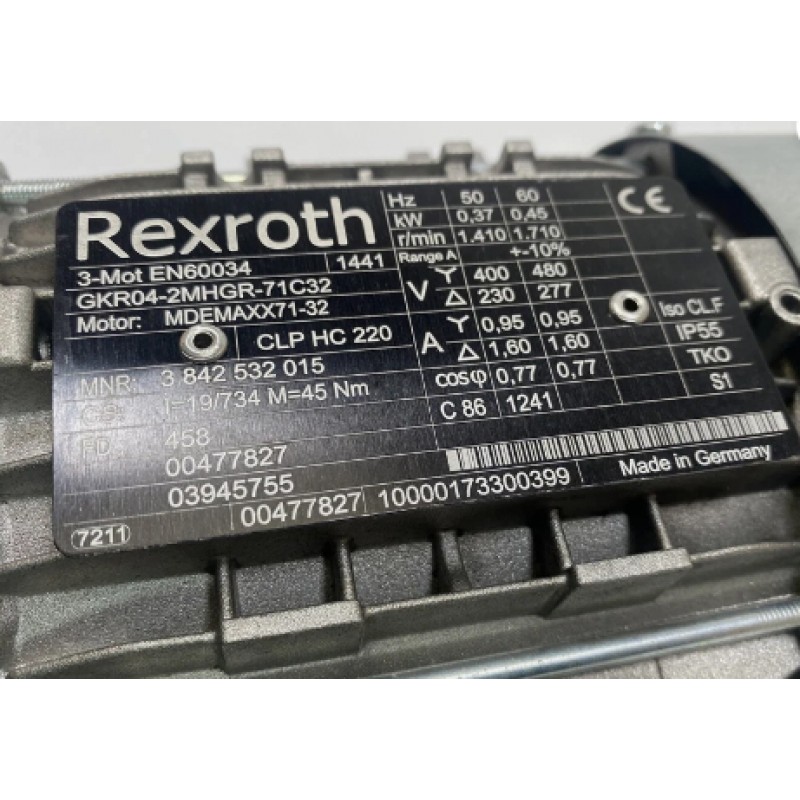 Rexroth
3-Mot EN60034 1441
GKR04-2MHGR-71C32
Motor: MDEMAXX71-32
CLP HC 220
MNR: 3 842 532 015
i=19/734 M=45 Nm
FD: 458
00477827
03945755
7211 00477827 10000173300399
Hz 50 60
kW 0,37 0,45
r/min 1.410 1.710
Range A +-10%
V Y 400 480
△ 230 277
A Y 0,95 0,95
△ 1,60 1,60
cosφ 0,77 0,77
C 86 1241
CE
Iso CLF
IP55
TKO
S1
Made in Germany